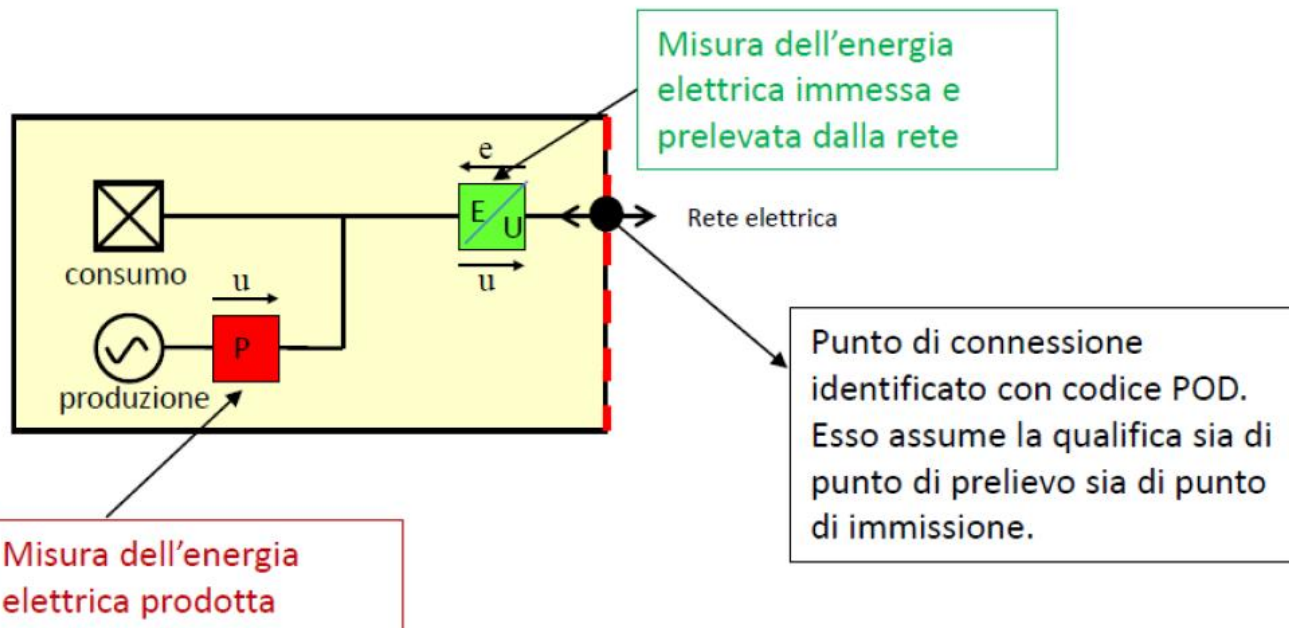 Misura dell'energia
elettrica immessa e
prelevata dalla rete
e
E
U
u
Rete elettrica
consumo
u
P
produzione
Punto di connessione
identificato con codice POD.
Esso assume la qualifica sia di
punto di prelievo sia di punto
di immissione.
Misura dell'energia
elettrica prodotta